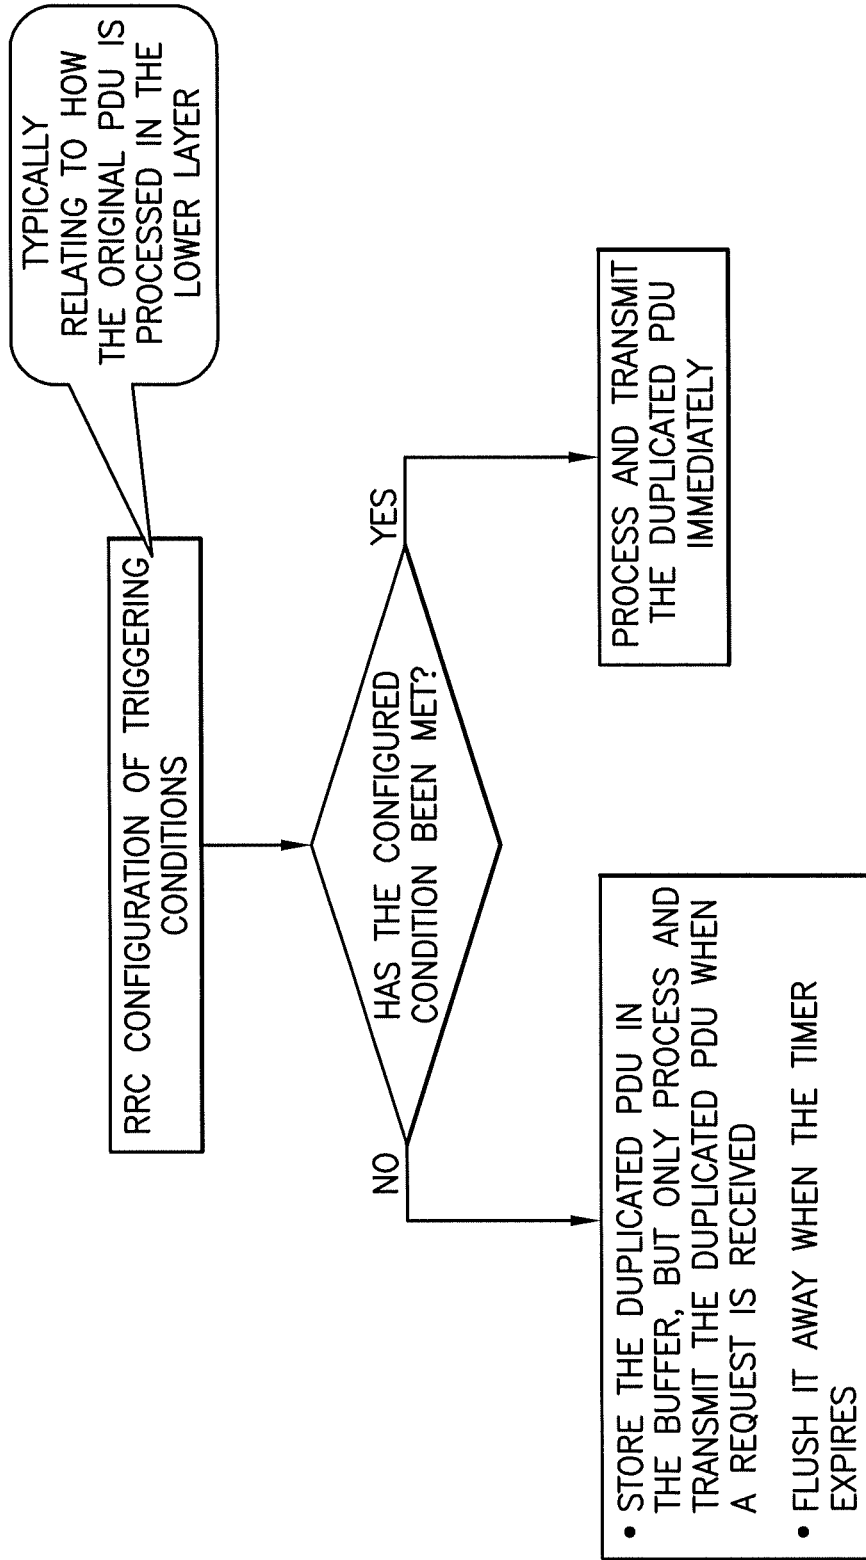 TYPICALLY
RELATING TO HOW
THE ORIGINAL PDU IS
PROCESSED IN THE
LOWER LAYER
RRC CONFIGURATION OF TRIGGERING
CONDITIONS
HAS THE CONFIGURED
CONDITION BEEN MET?
NO
YES
• STORE THE DUPLICATED PDU IN
THE BUFFER, BUT ONLY PROCESS AND
TRANSMIT THE DUPLICATED PDU WHEN
A REQUEST IS RECEIVED
• FLUSH IT AWAY WHEN THE TIMER
EXPIRES
PROCESS AND TRANSMIT
THE DUPLICATED PDU
IMMEDIATELY